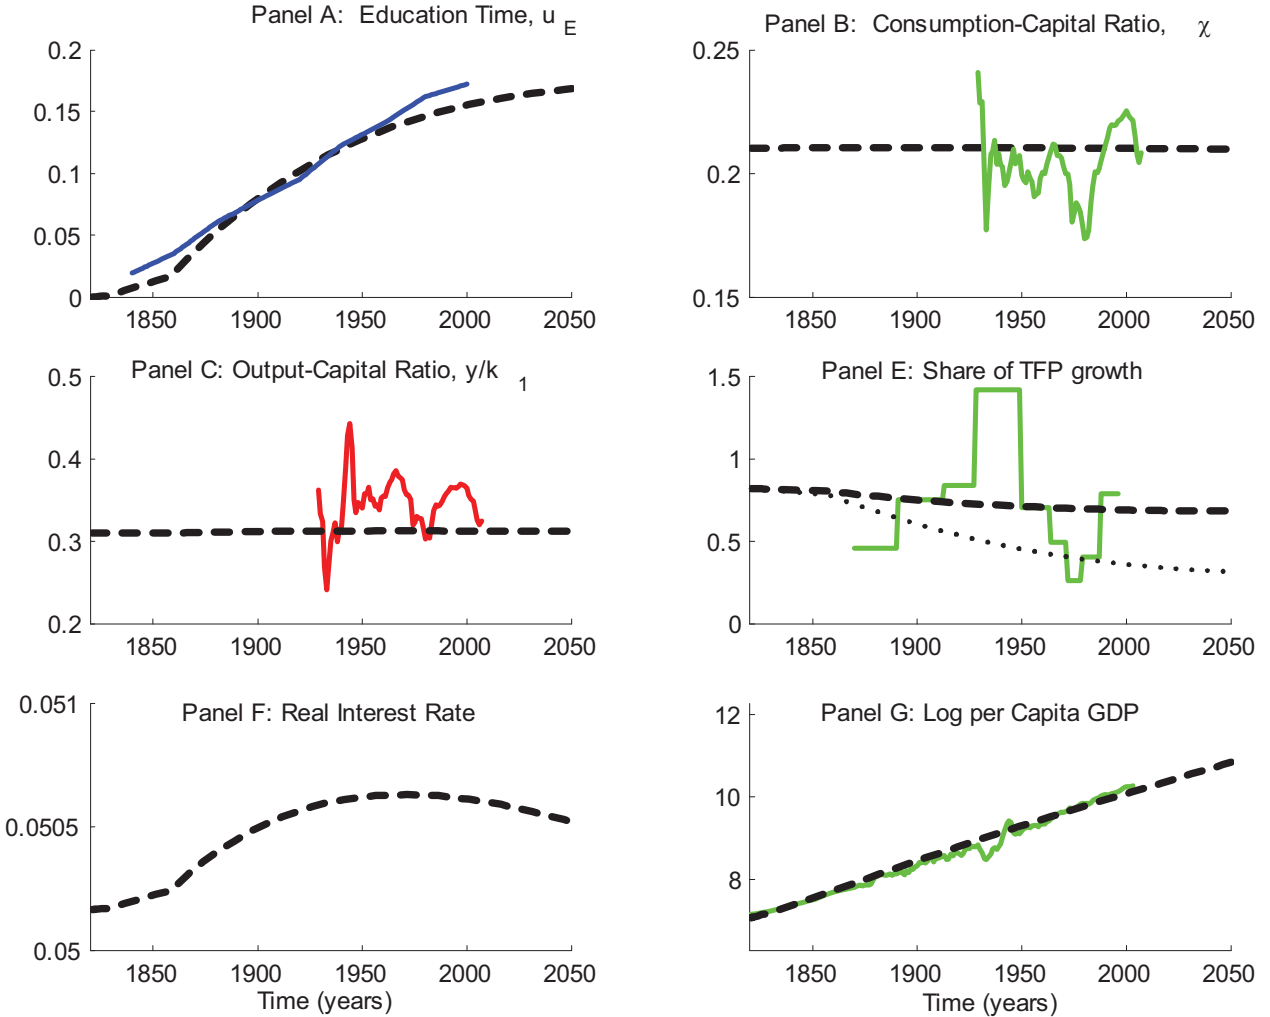 Panel A: Education Time, u E
0.2
0.15
0.1
0.05
0
1850 1900 1950 2000 2050
Panel B: Consumption-Capital Ratio, χ
0.25
0.2
0.15
1850 1900 1950 2000 2050
Panel C: Output-Capital Ratio, y/k 1
0.5
0.4
0.3
0.2
1850 1900 1950 2000 2050
Panel E: Share of TFP growth
1.5
1
0.5
0
1850 1900 1950 2000 2050
Panel F: Real Interest Rate
0.051
0.0505
0.05
1850 1900 1950 2000 2050
Time (years)
Panel G: Log per Capita GDP
12
10
8
1850 1900 1950 2000 2050
Time (years)